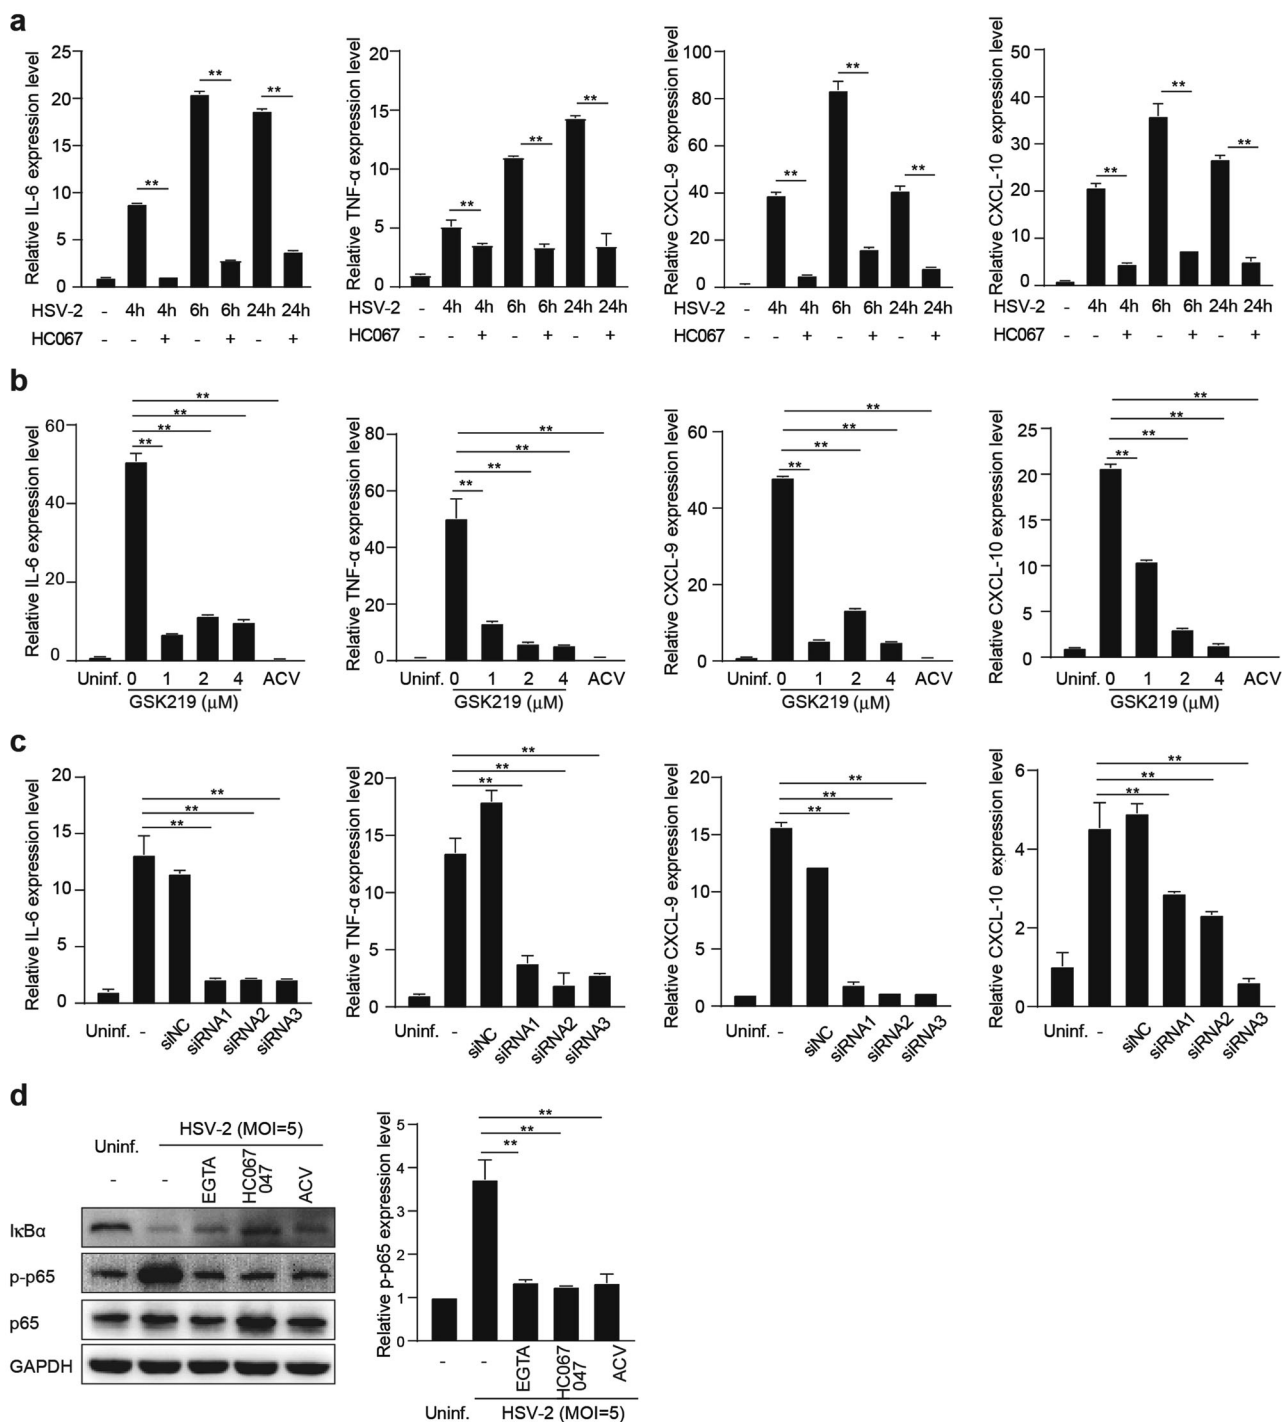 a
Relative IL-6 expression level
25
20
15
10
5
0
** ** **
HSV-2 - 4h 4h 6h 6h 24h 24h
HC067 - - + - + - +
Relative TNF-α expression level
20
15
10
5
0
** ** **
HSV-2 - 4h 4h 6h 6h 24h 24h
HC067 - - + - + - +
Relative CXCL-9 expression level
100
80
60
40
20
0
** ** **
HSV-2 - 4h 4h 6h 6h 24h 24h
HC067 - - + - + - +
Relative CXCL-10 expression level
50
40
30
20
10
0
** ** **
HSV-2 - 4h 4h 6h 6h 24h 24h
HC067 - - + - + - +
b
Relative IL-6 expression level
60
40
20
0
**
**
**
**
Uninf. 0 1 2 4 ACV
GSK219 (μM)
Relative TNF-α expression level
80
60
40
20
0
**
**
**
**
Uninf. 0 1 2 4 ACV
GSK219 (μM)
Relative CXCL-9 expression level
60
40
20
0
**
**
**
**
Uninf. 0 1 2 4 ACV
GSK219 (μM)
Relative CXCL-10 expression level
25
20
15
10
5
0
**
**
**
**
Uninf. 0 1 2 4 ACV
GSK219 (μM)
c
Relative IL-6 expression level
20
15
10
5
0
**
**
**
Uninf. - siNC siRNA1 siRNA2 siRNA3
Relative TNF-α expression level
20
15
10
5
0
**
**
**
Uninf. - siNC siRNA1 siRNA2 siRNA3
Relative CXCL-9 expression level
20
15
10
5
0
**
**
**
Uninf. - siNC siRNA1 siRNA2 siRNA3
Relative CXCL-10 expression level
6
4
2
0
**
**
**
Uninf. - siNC siRNA1 siRNA2 siRNA3
d
HSV-2 (MOI=5)
Uninf.
- - EGTA HC067
047 ACV
IκBα
p-p65
p65
GAPDH
Relative p-p65 expression level
5
4
3
2
1
0
**
**
**
- - EGTA HC067
047 ACV
Uninf. HSV-2 (MOI=5)